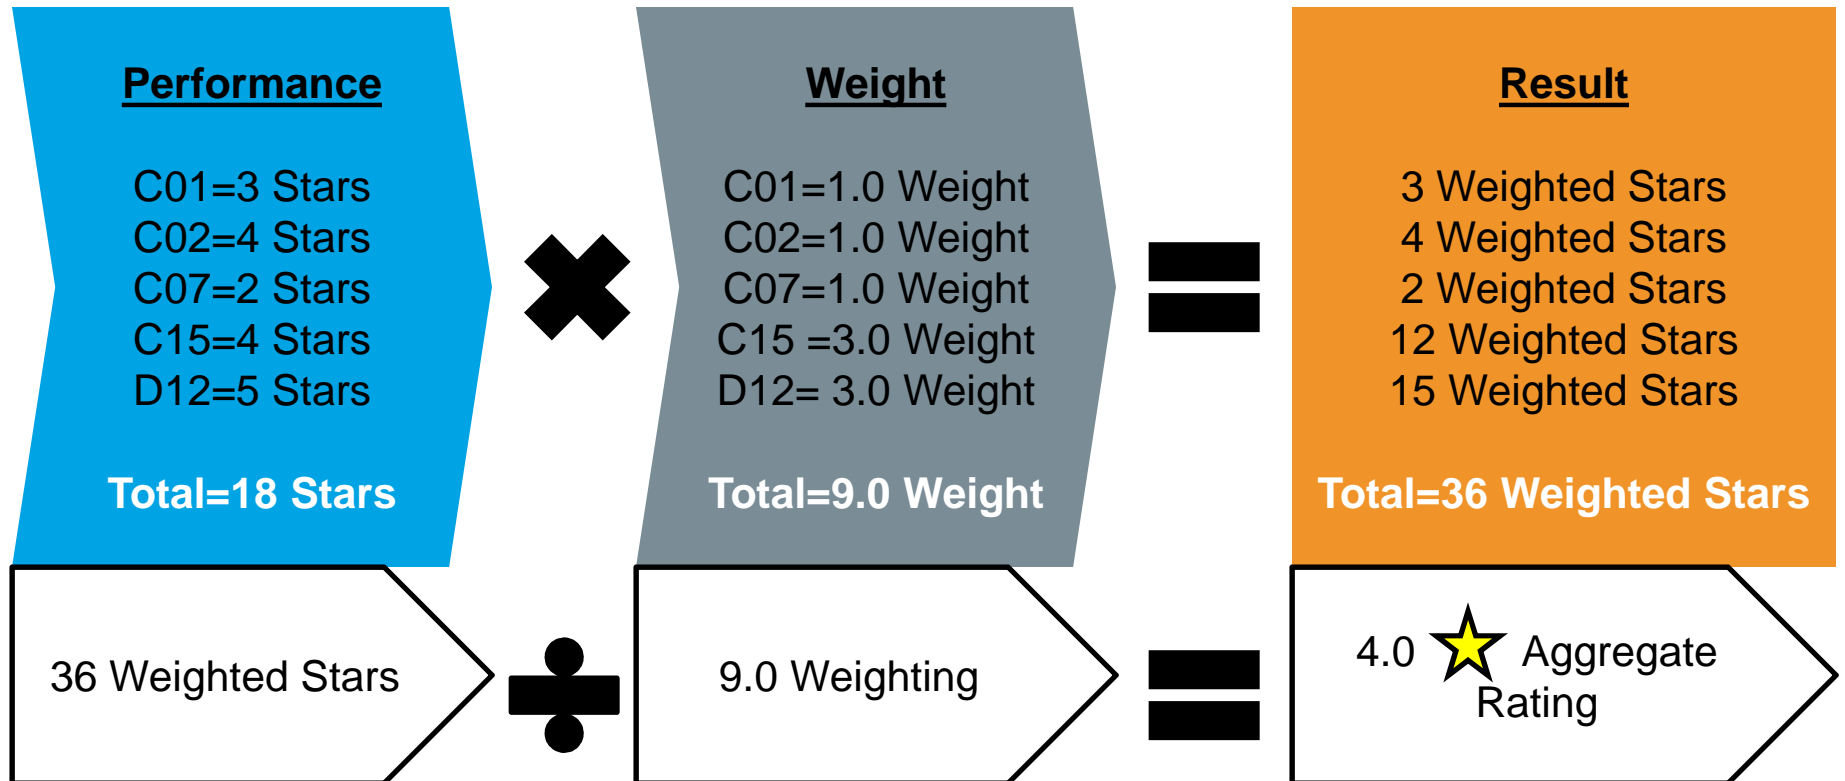 Performance
C01=3 Stars
C02=4 Stars
C07=2 Stars
C15=4 Stars
D12=5 Stars
Total=18 Stars
Weight
C01=1.0 Weight
C02=1.0 Weight
C07=1.0 Weight
C15 =3.0 Weight
D12= 3.0 Weight
Total=9.0 Weight
Result
3 Weighted Stars
4 Weighted Stars
2 Weighted Stars
12 Weighted Stars
15 Weighted Stars
Total=36 Weighted Stars
36 Weighted Stars
9.0 Weighting
4.0 Aggregate
Rating